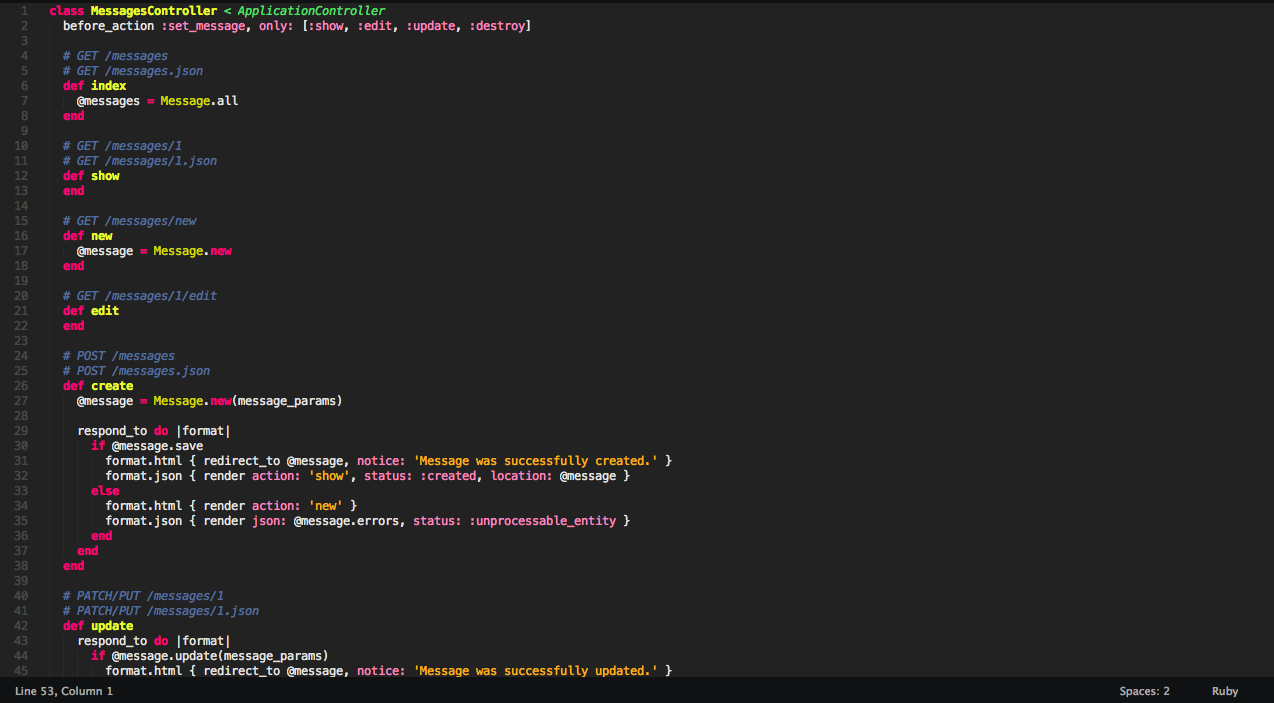 1 class MessagesController < ApplicationController
2   before_action :set_message, only: [:show, :edit, :update, :destroy]
3
4   # GET /messages
5   # GET /messages.json
6   def index
7     @messages = Message.all
8   end
9
10   # GET /messages/1
11   # GET /messages/1.json
12   def show
13   end
14
15   # GET /messages/new
16   def new
17     @message = Message.new
18   end
19
20   # GET /messages/1/edit
21   def edit
22   end
23
24   # POST /messages
25   # POST /messages.json
26   def create
27     @message = Message.new(message_params)
28
29     respond_to do |format|
30       if @message.save
31         format.html { redirect_to @message, notice: 'Message was successfully created.' }
32         format.json { render action: 'show', status: :created, location: @message }
33       else
34         format.html { render action: 'new' }
35         format.json { render json: @message.errors, status: :unprocessable_entity }
36       end
37     end
38   end
39
40   # PATCH/PUT /messages/1
41   # PATCH/PUT /messages/1.json
42   def update
43     respond_to do |format|
44       if @message.update(message_params)
45         format.html { redirect_to @message, notice: 'Message was successfully updated.' }
Line 53, Column 1 Spaces: 2 Ruby